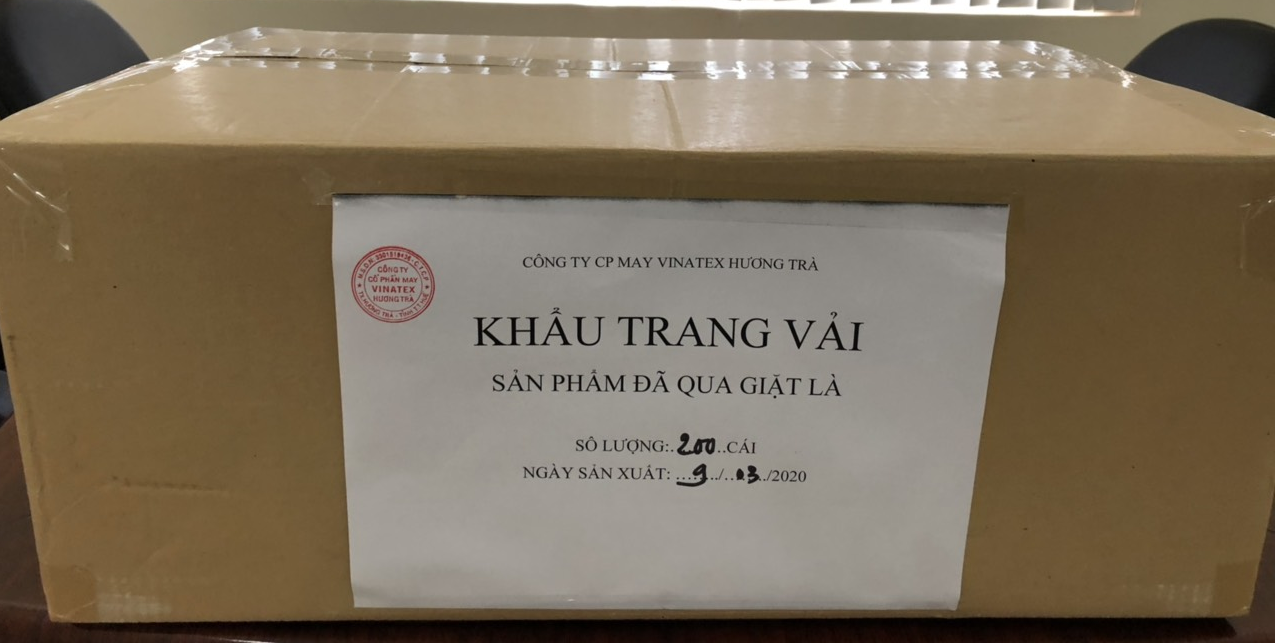 CÔNG TY CP MAY VINATEX HƯƠNG TRÀ
CÔNG TY
CỔ PHẦN MAY
VINATEX
HƯƠNG TRÀ
KHẨU TRANG VẢI
SẢN PHẨM ĐÃ QUA GIẶT LÀ
SÔ LƯỢNG:.200..CÁI
NGÀY SẢN XUẤT: ....9../..03../2020